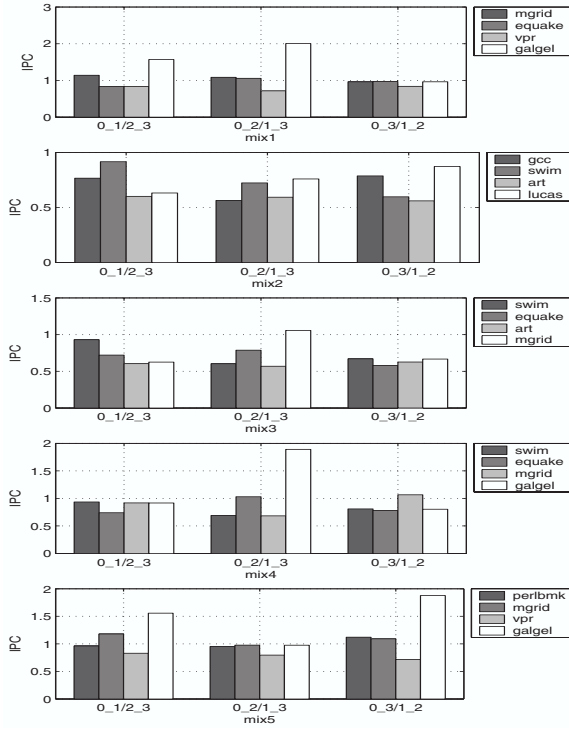 3
2
1
0
IPC
0_1/2_3 0_2/1_3 0_3/1_2
mix1
mgrid
equake
vpr
galgel
1
0.5
0
IPC
0_1/2_3 0_2/1_3 0_3/1_2
mix2
gcc
swim
art
lucas
1.5
1
0.5
0
IPC
0_1/2_3 0_2/1_3 0_3/1_2
mix3
swim
equake
art
mgrid
2
1.5
1
0.5
0
IPC
0_1/2_3 0_2/1_3 0_3/1_2
mix4
swim
equake
mgrid
galgel
2
1.5
1
0.5
0
IPC
0_1/2_3 0_2/1_3 0_3/1_2
mix5
perlbmk
mgrid
vpr
galgel